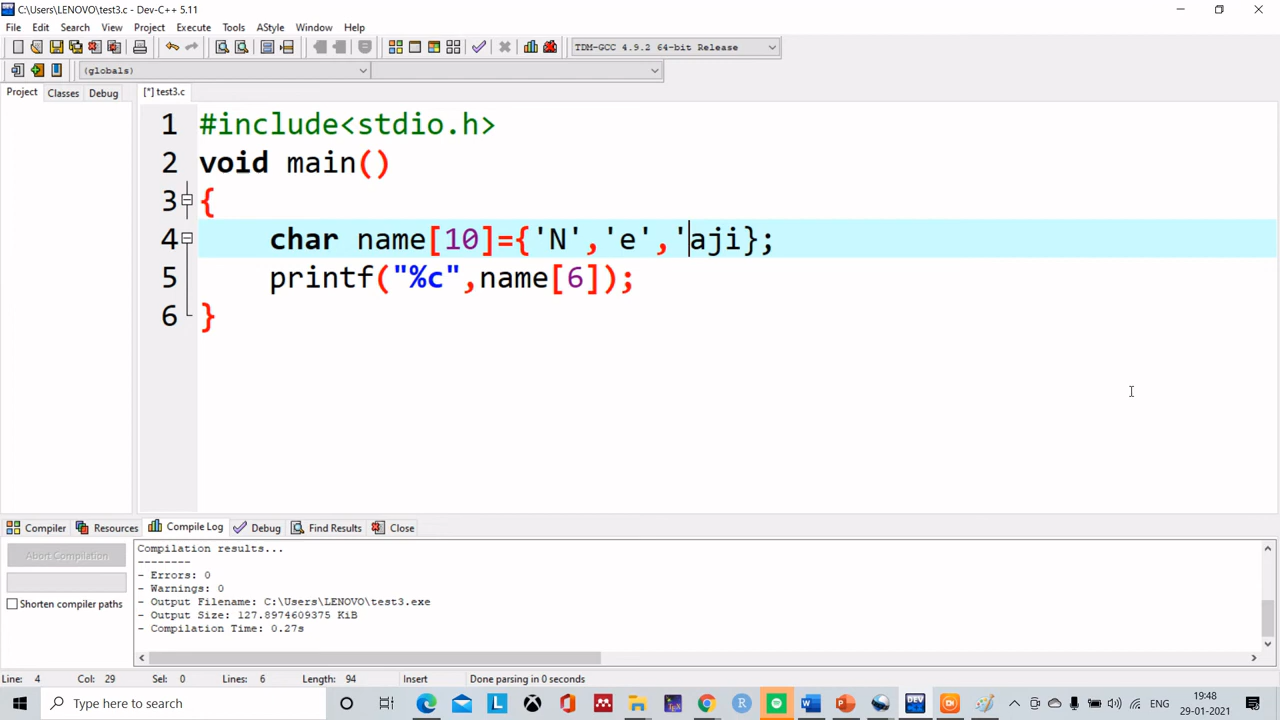 C:\Users\LENOVO\test3.c - Dev-C++ 5.11
File Edit Search View Project Execute Tools AStyle Window Help
TDM-GCC 4.9.2 64-bit Release
(globals)
Project Classes Debug [*] test3.c
1 #include<stdio.h>
2 void main()
3 {
4 char name[10]={'N','e','aji};
5 printf("%c",name[6]);
6 }
Compiler Resources Compile Log Debug Find Results Close
Abort Compilation
Shorten compiler paths
Compilation results...
--------
- Errors: 0
- Warnings: 0
- Output Filename: C:\Users\LENOVO\test3.exe
- Output Size: 127.8974609375 KiB
- Compilation Time: 0.27s
Line: 4 Col: 29 Sel: 0 Lines: 6 Length: 94 Insert Done parsing in 0 seconds
Type here to search
ENG
19:48
29-01-2021